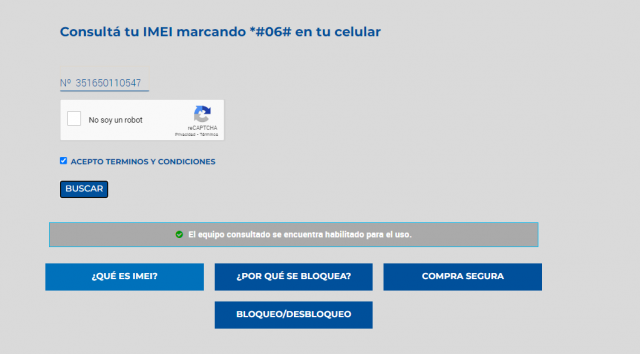 Consultá tu IMEI marcando *#06# en tu celular
Nº 351650110547
No soy un robot
reCAPTCHA
Privacidad - Términos
ACEPTO TERMINOS Y CONDICIONES
BUSCAR
El equipo consultado se encuentra habilitado para el uso.
¿QUÉ ES IMEI?
¿POR QUÉ SE BLOQUEA?
COMPRA SEGURA
BLOQUEO/DESBLOQUEO